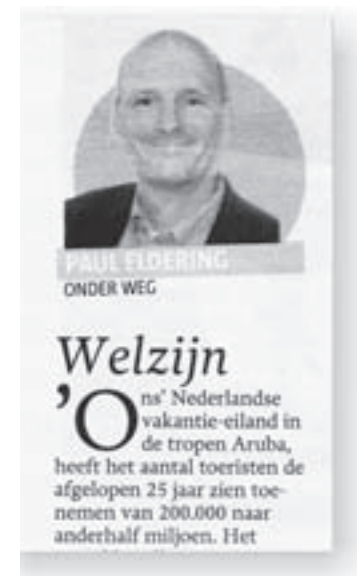 PAUL ELDERING
ONDER WEG
Welzijn
’Ons’ Nederlandse
vakantie-eiland in
de tropen Aruba,
heeft het aantal toeristen de
afgelopen 25 jaar zien toe-
nemen van 200.000 naar
anderhalf miljoen. Het